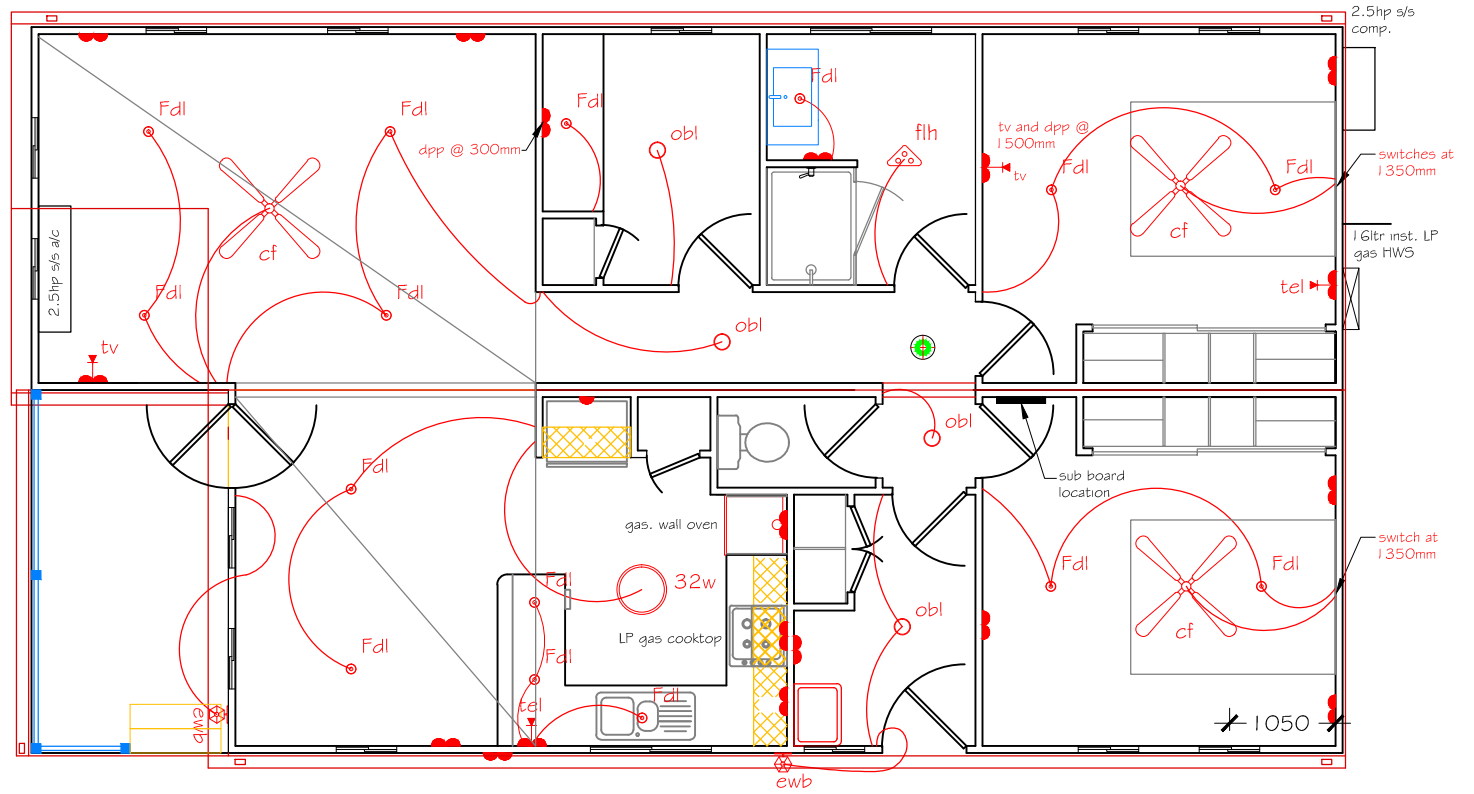 2.5hp s/s
comp.
Fdl
Fdl
Fdl
Fdl
obl
flh
tv and dpp @
1500mm
tv
Fdl
Fdl
switches at
1350mm
dpp @ 300mm
cf
cf
2.5hp s/s a/c
16ltr inst. LP
gas HWS
tel
Fdl
Fdl
obl
tv
obl
Fdl
sub board
location
gas. wall oven
switch at
1350mm
32w
Fdl
Fdl
Fdl
obl
cf
LP gas cooktop
Fdl
Fdl
Fdl
tel
ewb
1050
ewb